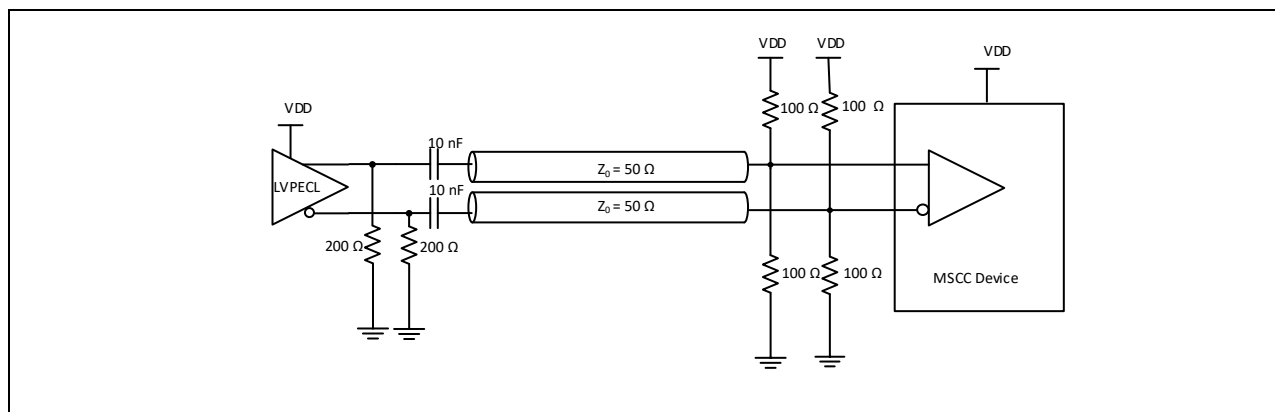 VDD
VDD
VDD
100 Ω
100 Ω
VDD
10 nF
LVPECL
Z₀ = 50 Ω
10 nF
Z₀ = 50 Ω
200 Ω
200 Ω
100 Ω
100 Ω
MSCC Device